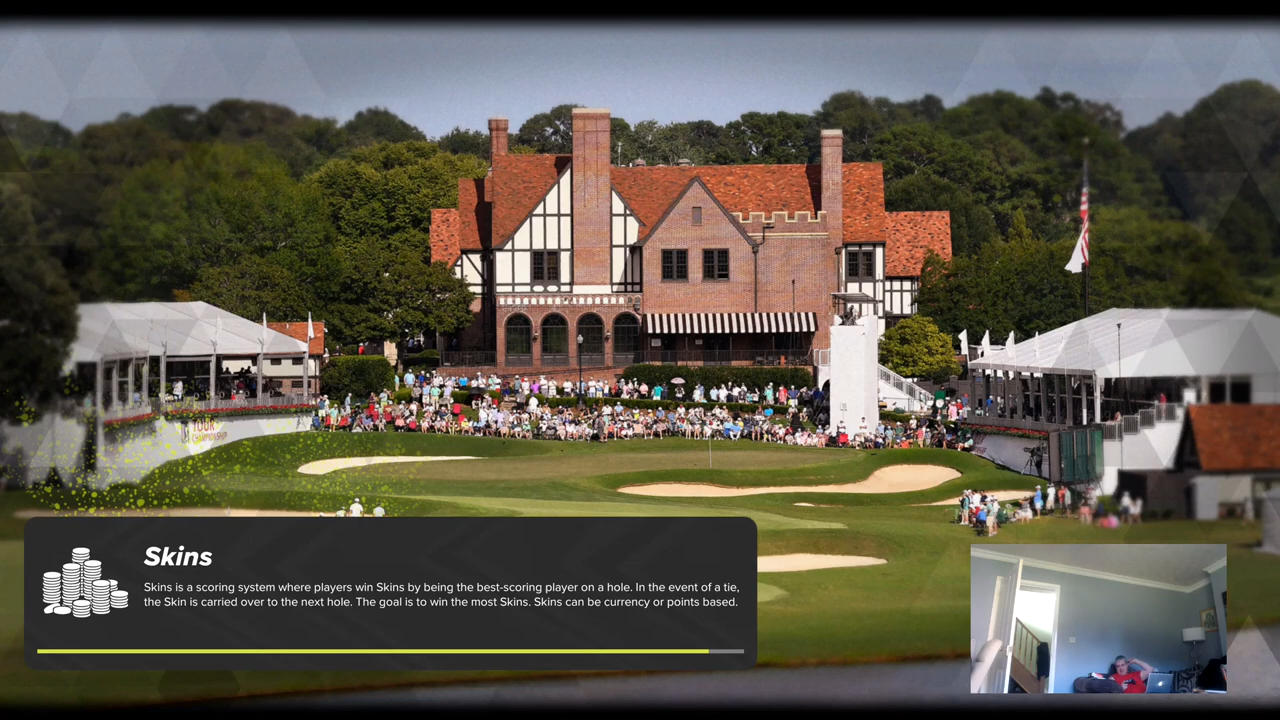 TOUR
CHAMPIONSHIP
Skins
Skins is a scoring system where players win Skins by being the best-scoring player on a hole. In the event of a tie,
the Skin is carried over to the next hole. The goal is to win the most Skins. Skins can be currency or points based.